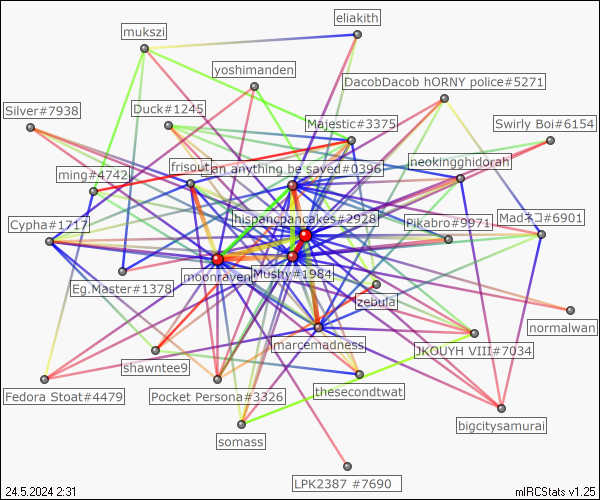 eliakith
mukszi
yoshimanden
DacobDacob hORNY police#5271
Silver#7938
Duck#1245
Majestic#3375
Swirly Boi#6154
frisout
an anything be saved#0396
neokingghidorah
ming#4742
hispancpancakes#2928
Cypha#1717
Pikabro#9971
Madネコ#6901
moonraven
Mushy#1984
Eg.Master#1378
zebula
normalwan
marcemadness
JKOUYH VIII#7034
shawntee9
Fedora Stoat#4479
Pocket Persona#3326
thesecondtwat
bigcitysamurai
somass
LPK2387 #7690
24.5.2024 2:31
mIRCStats v1.25